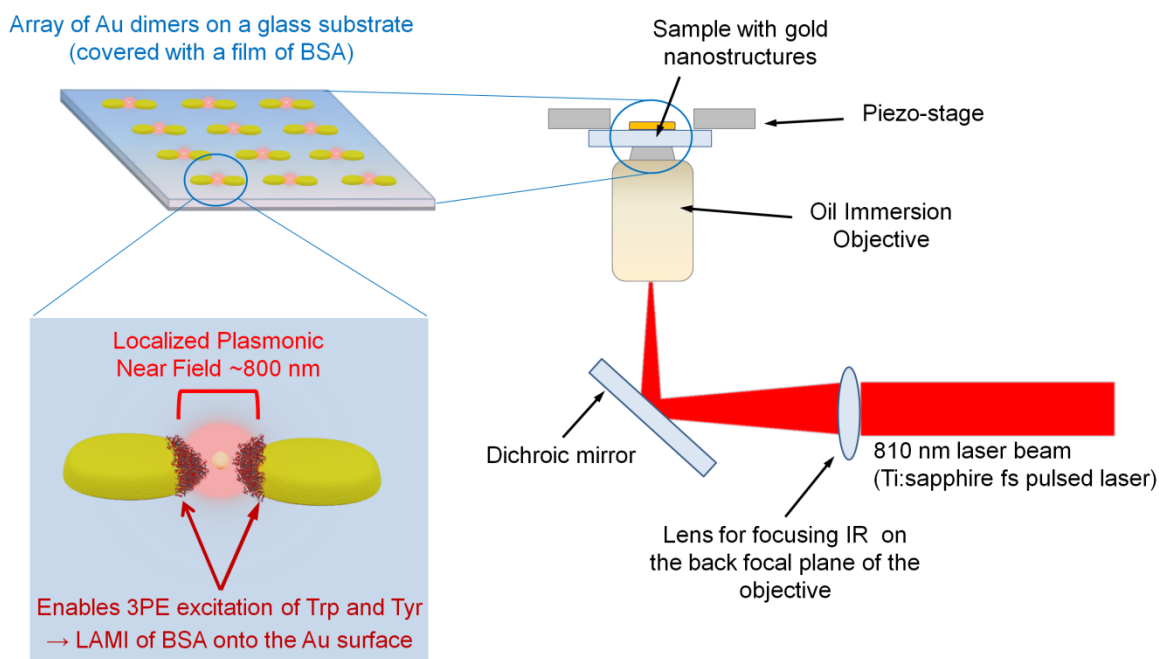 Array of Au dimers on a glass substrate
(covered with a film of BSA)
Sample with gold
nanostructures
Piezo-stage
Oil Immersion
Objective
Localized Plasmonic
Near Field ~800 nm
Dichroic mirror
810 nm laser beam
(Ti:sapphire fs pulsed laser)
Lens for focusing IR on
the back focal plane of the
objective
Enables 3PE excitation of Trp and Tyr
→ LAMI of BSA onto the Au surface